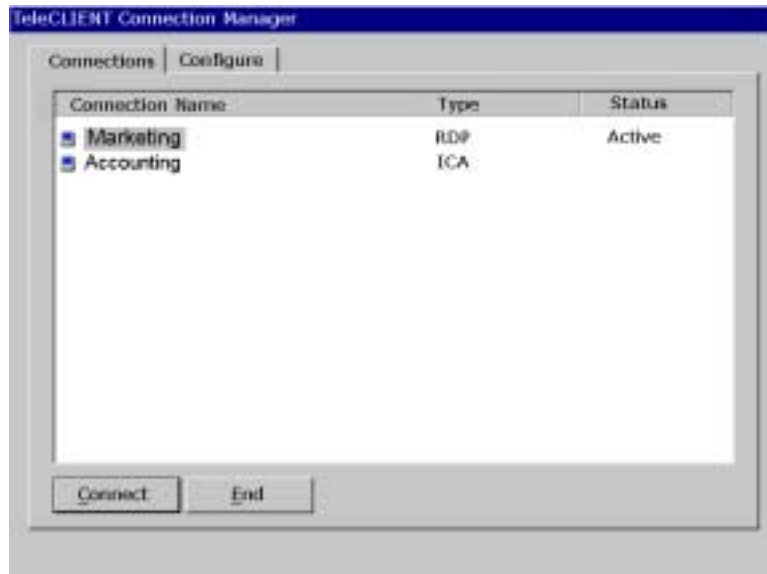 TeleCLIENT Connection Manager
Connections Configure
Connection Name Type Status
Marketing RDP Active
Accounting ICA
Connect End